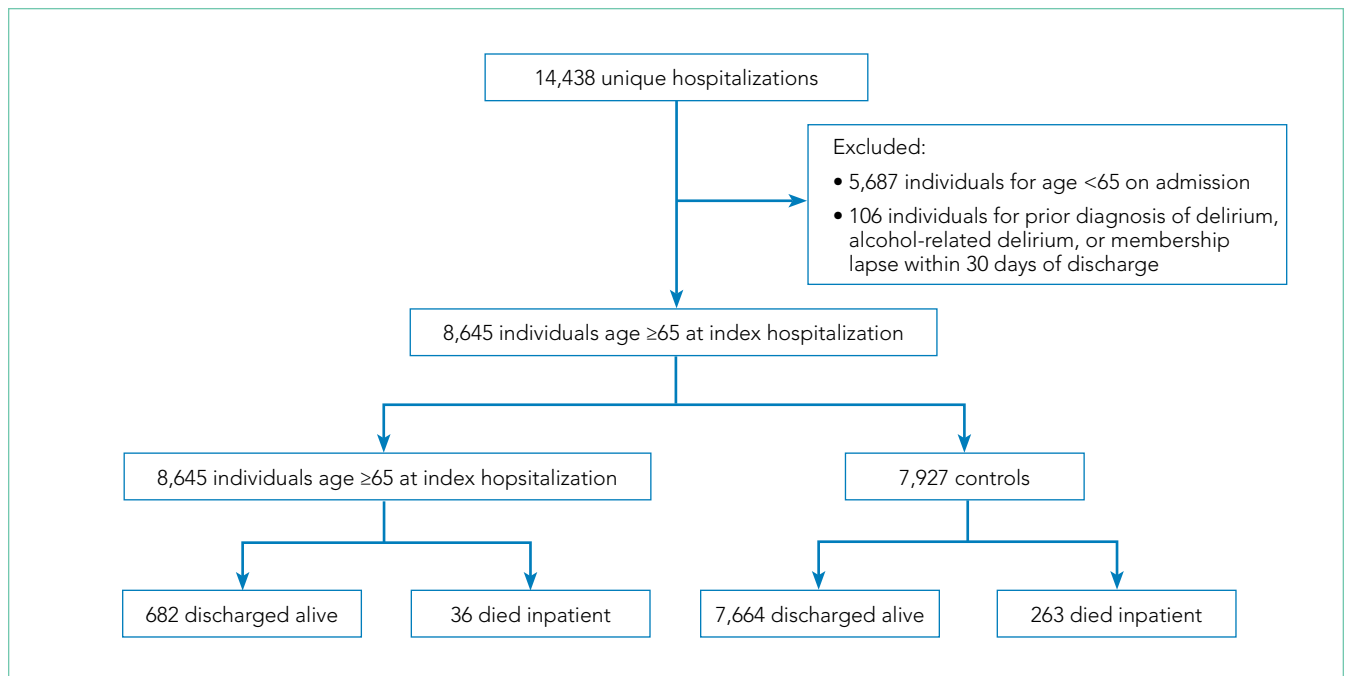 14,438 unique hospitalizations
Excluded:
• 5,687 individuals for age <65 on admission
• 106 individuals for prior diagnosis of delirium,
alcohol-related delirium, or membership
lapse within 30 days of discharge
8,645 individuals age ≥65 at index hospitalization
8,645 individuals age ≥65 at index hopsitalization
7,927 controls
682 discharged alive
36 died inpatient
7,664 discharged alive
263 died inpatient